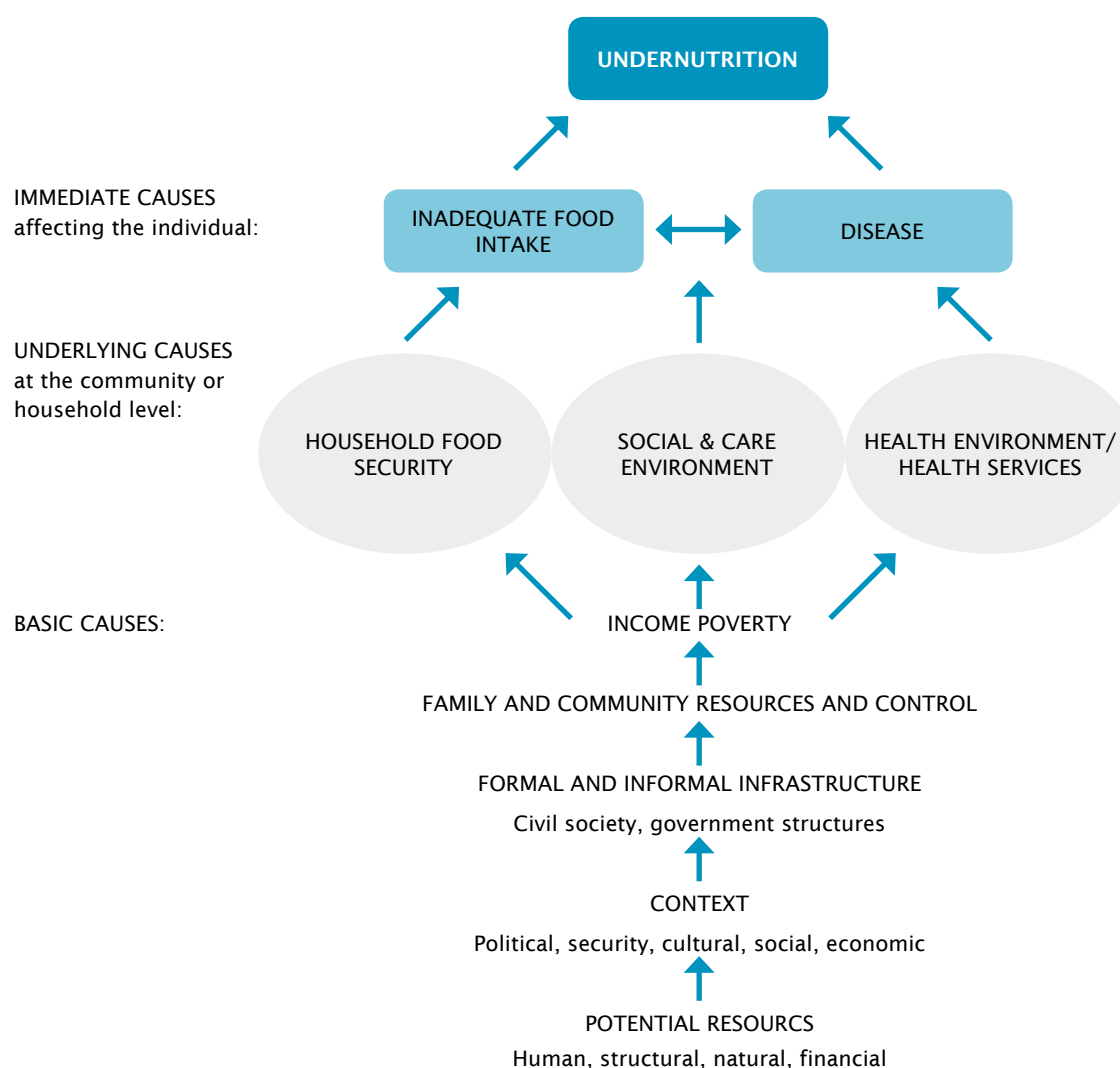 UNDERNUTRITION
IMMEDIATE CAUSES
affecting the individual:
INADEQUATE FOOD
INTAKE
DISEASE
UNDERLYING CAUSES
at the community or
household level:
HOUSEHOLD FOOD
SECURITY
SOCIAL & CARE
ENVIRONMENT
HEALTH ENVIRONMENT/
HEALTH SERVICES
BASIC CAUSES:
INCOME POVERTY
FAMILY AND COMMUNITY RESOURCES AND CONTROL
FORMAL AND INFORMAL INFRASTRUCTURE
Civil society, government structures
CONTEXT
Political, security, cultural, social, economic
POTENTIAL RESOURCS
Human, structural, natural, financial